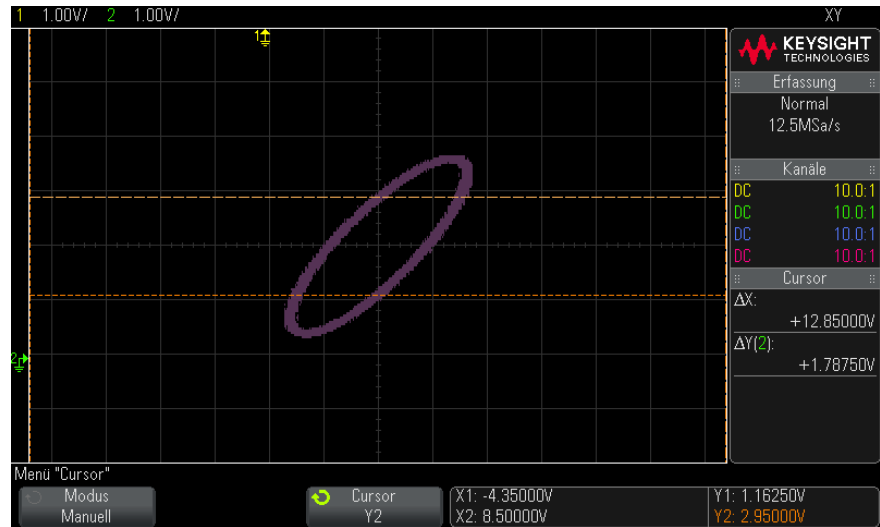 1 1.00V/ 2 1.00V/ XY
1
KEYSIGHT
TECHNOLOGIES
Erfassung
Normal
12.5MSa/s
Kanäle
DC 10.0:1
DC 10.0:1
DC 10.0:1
DC 10.0:1
Cursor
ΔX:
+12.85000V
ΔY(2):
+1.78750V
2
Menü "Cursor"
Modus
Manuell
Cursor
Y2
X1: -4.35000V
X2: 8.50000V
Y1: 1.16250V
Y2: 2.95000V